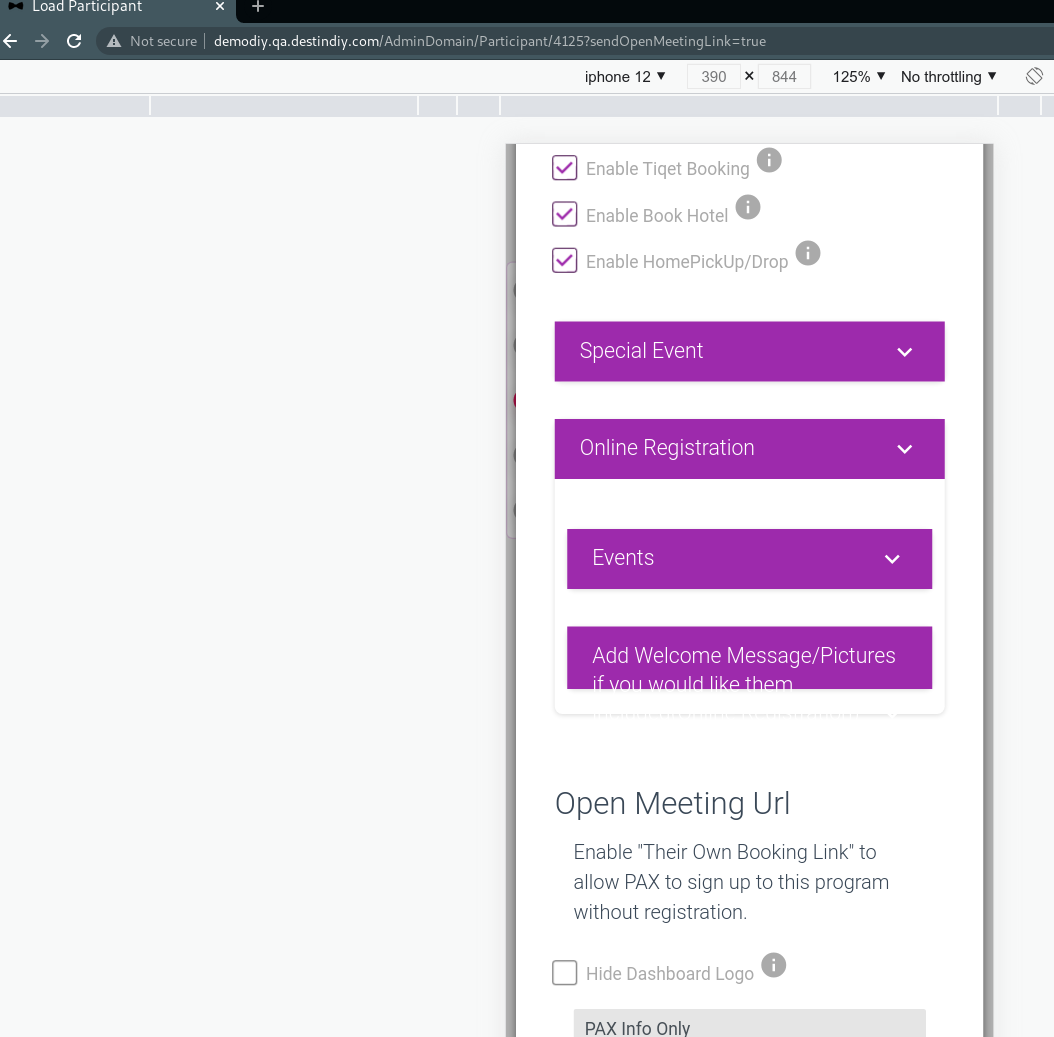 Load Participant
Not secure
demodiy.qa.destindiy.com/AdminDomain/Participant/4125?sendOpenMeetingLink=true
iphone 12 390 × 844 125% No throttling
Enable Tiqet Booking
Enable Book Hotel
Enable HomePickUp/Drop
Special Event
Online Registration
Events
Add Welcome Message/Pictures
if you would like them
Open Meeting Url
Enable "Their Own Booking Link" to
allow PAX to sign up to this program
without registration.
Hide Dashboard Logo
PAX Info Only